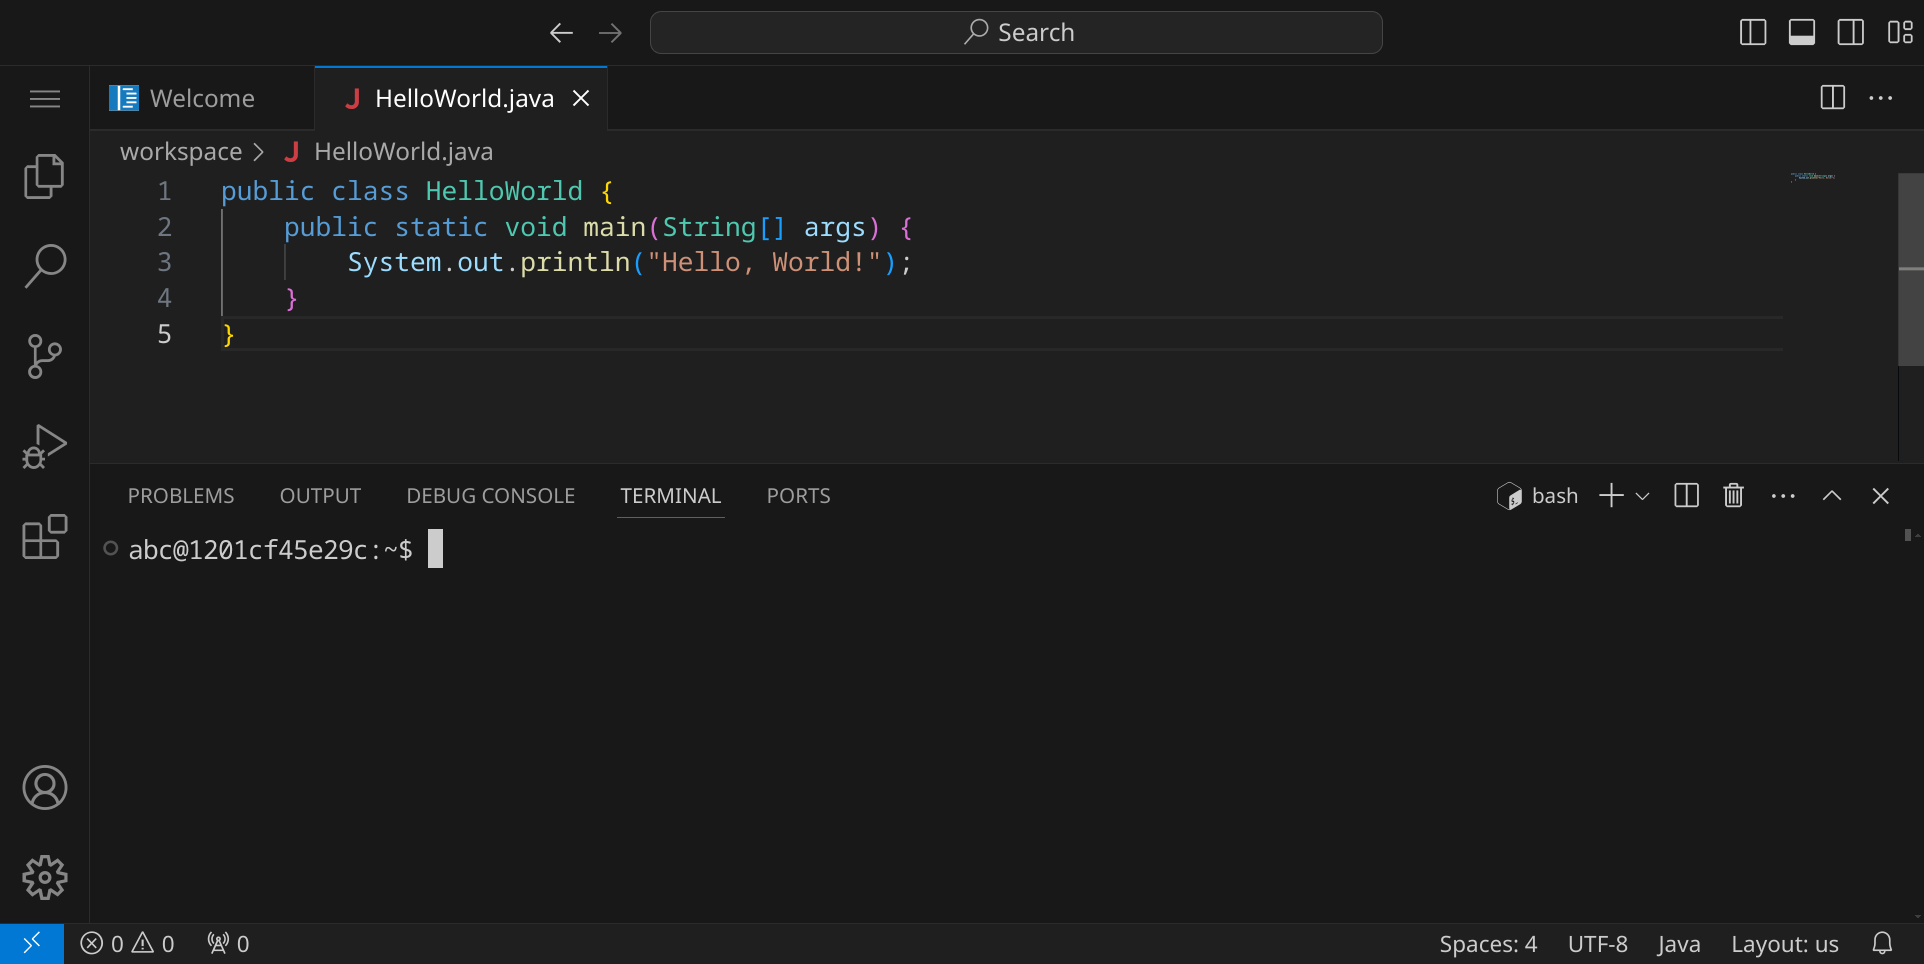 Search
Welcome
HelloWorld.java
workspace
HelloWorld.java
1 public class HelloWorld {
2 public static void main(String[] args) {
3 System.out.println("Hello, World!");
4 }
5 }
PROBLEMS OUTPUT DEBUG CONSOLE TERMINAL PORTS
bash
abc@1201cf45e29c:~$
0 0 0 Spaces: 4 UTF-8 Java Layout: us